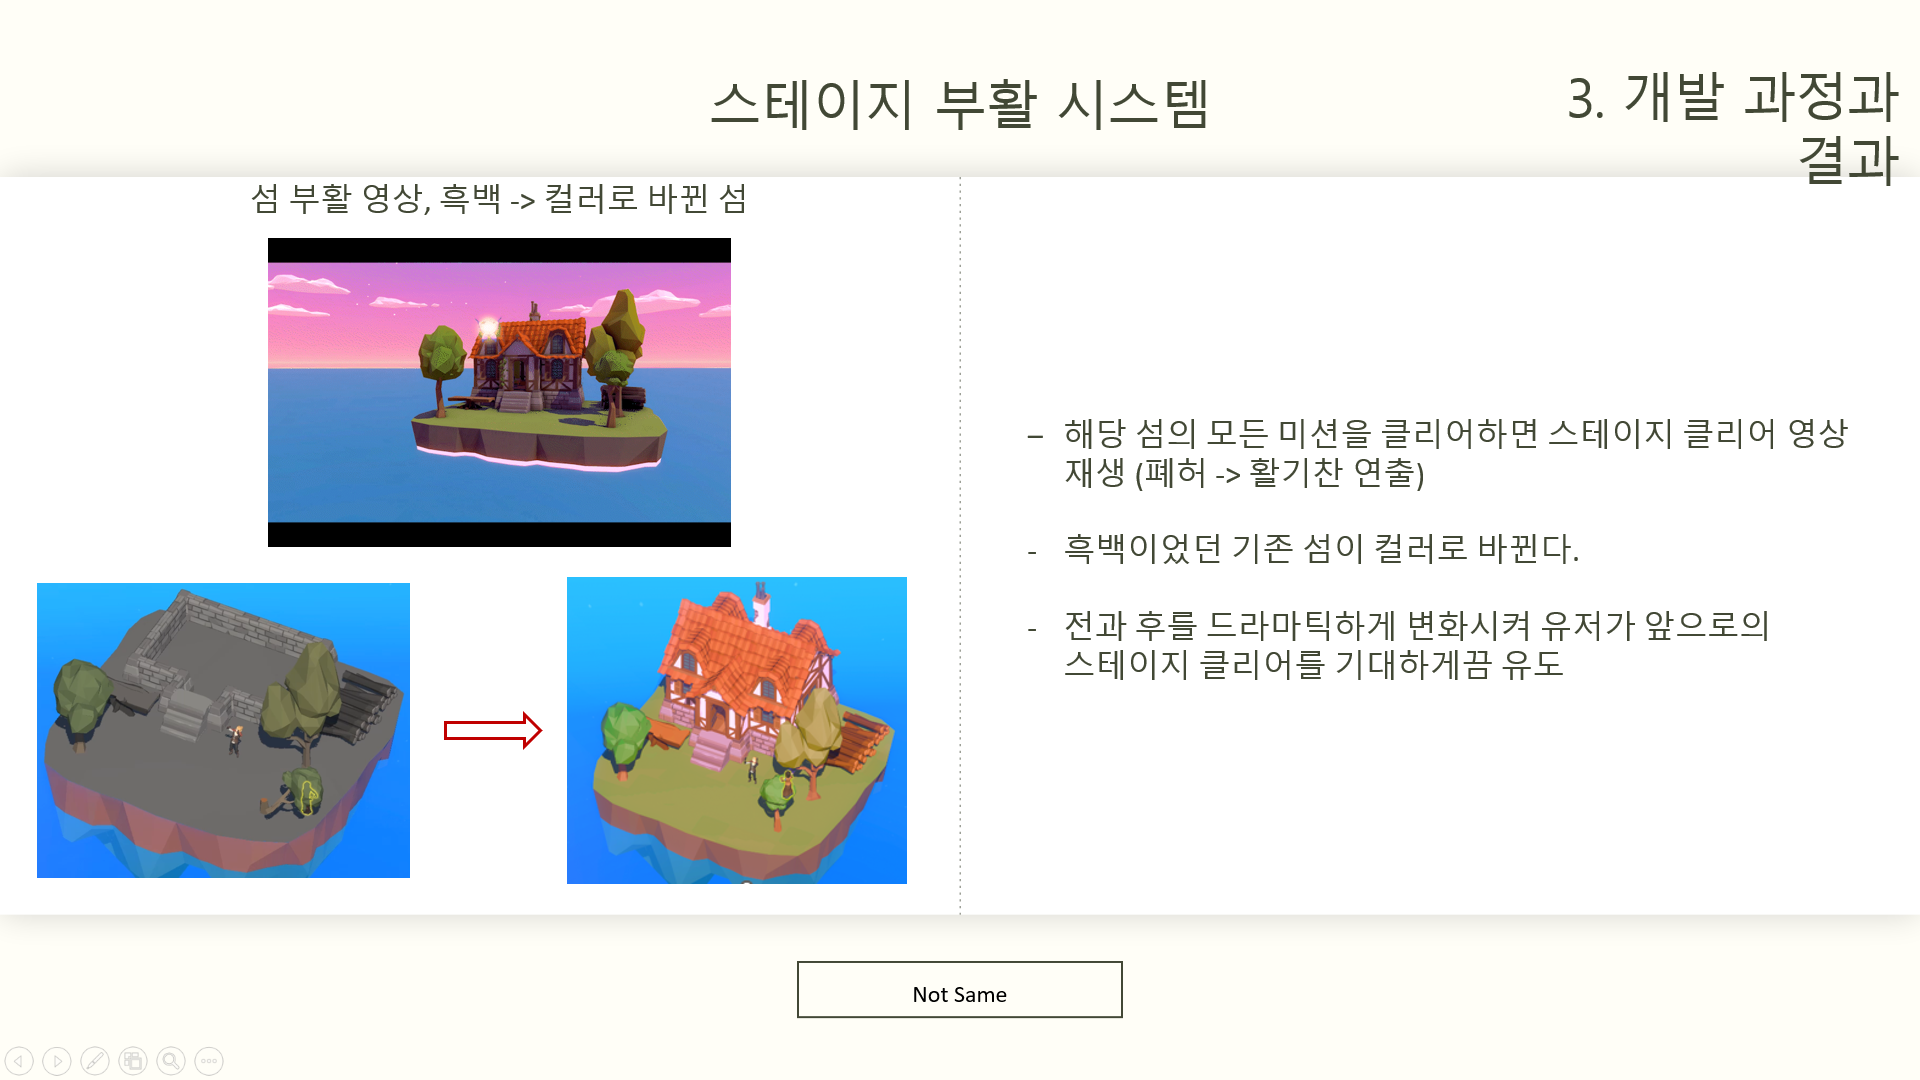 스테이지 부활 시스템
3. 개발 과정과
결과
섬 부활 영상, 흑백 -> 컬러로 바뀐 섬
– 해당 섬의 모든 미션을 클리어하면 스테이지 클리어 영상
재생 (폐허 -> 활기찬 연출)
- 흑백이었던 기존 섬이 컬러로 바뀐다.
- 전과 후를 드라마틱하게 변화시켜 유저가 앞으로의
스테이지 클리어를 기대하게끔 유도
Not Same